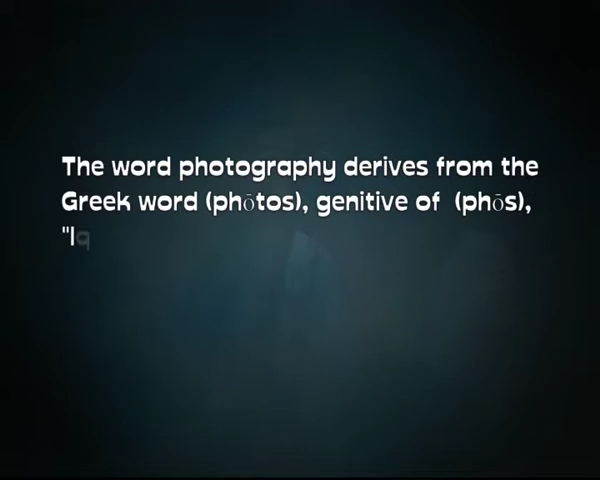 The word photography derives from the
Greek word (phōtos), genitive of (phōs),
"l